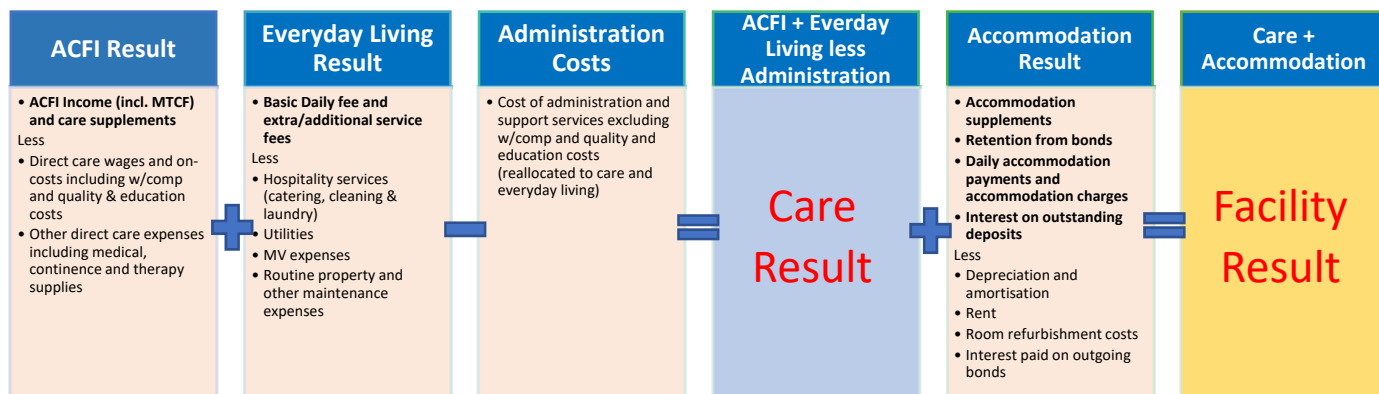 ACFI Result
• ACFI Income (incl. MTCF)
and care supplements
Less
• Direct care wages and on-
costs including w/comp
and quality & education
costs
• Other direct care expenses
including medical,
continence and therapy
supplies
Everyday Living
Result
• Basic Daily fee and
extra/additional service
fees
Less
• Hospitality services
(catering, cleaning &
laundry)
• Utilities
• MV expenses
• Routine property and
other maintenance
expenses
Administration
Costs
• Cost of administration and
support services excluding
w/comp and quality and
education costs
(reallocated to care and
everyday living)
ACFI + Everday
Living less
Administration
Care
Result
Accommodation
Result
• Accommodation
supplements
• Retention from bonds
• Daily accommodation
payments and
accommodation charges
• Interest on outstanding
deposits
Less
• Depreciation and
amortisation
• Rent
• Room refurbishment costs
• Interest paid on outgoing
bonds
Care +
Accommodation
Facility
Result